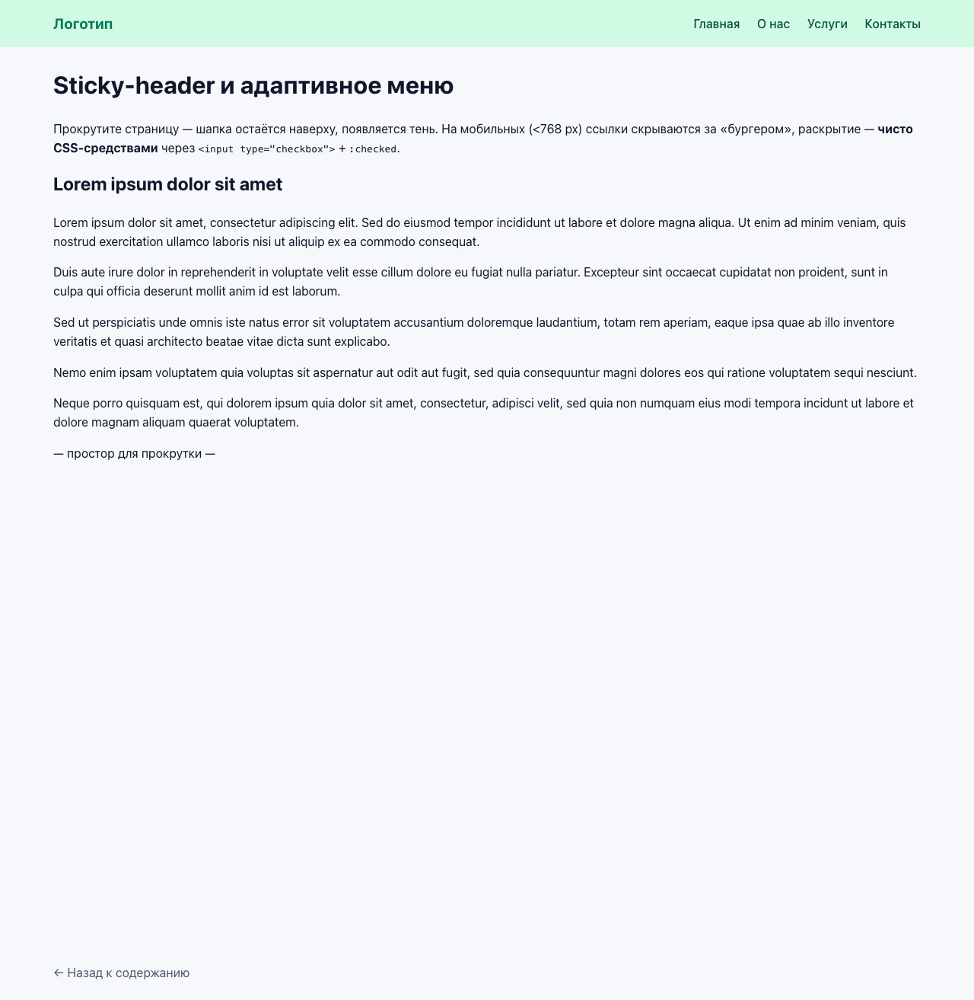 Логотип
Главная О нас Услуги Контакты
Sticky-header и адаптивное меню
Прокрутите страницу — шапка остаётся наверху, появляется тень. На мобильных (<768 px) ссылки скрываются за «бургером», раскрытие — чисто
CSS-средствами через <input type="checkbox"> + :checked.
Lorem ipsum dolor sit amet
Lorem ipsum dolor sit amet, consectetur adipiscing elit. Sed do eiusmod tempor incididunt ut labore et dolore magna aliqua. Ut enim ad minim veniam, quis
nostrud exercitation ullamco laboris nisi ut aliquip ex ea commodo consequat.
Duis aute irure dolor in reprehenderit in voluptate velit esse cillum dolore eu fugiat nulla pariatur. Excepteur sint occaecat cupidatat non proident, sunt in
culpa qui officia deserunt mollit anim id est laborum.
Sed ut perspiciatis unde omnis iste natus error sit voluptatem accusantium doloremque laudantium, totam rem aperiam, eaque ipsa quae ab illo inventore
veritatis et quasi architecto beatae vitae dicta sunt explicabo.
Nemo enim ipsam voluptatem quia voluptas sit aspernatur aut odit aut fugit, sed quia consequuntur magni dolores eos qui ratione voluptatem sequi nesciunt.
Neque porro quisquam est, qui dolorem ipsum quia dolor sit amet, consectetur, adipisci velit, sed quia non numquam eius modi tempora incidunt ut labore et
dolore magnam aliquam quaerat voluptatem.
— простор для прокрутки —
← Назад к содержанию